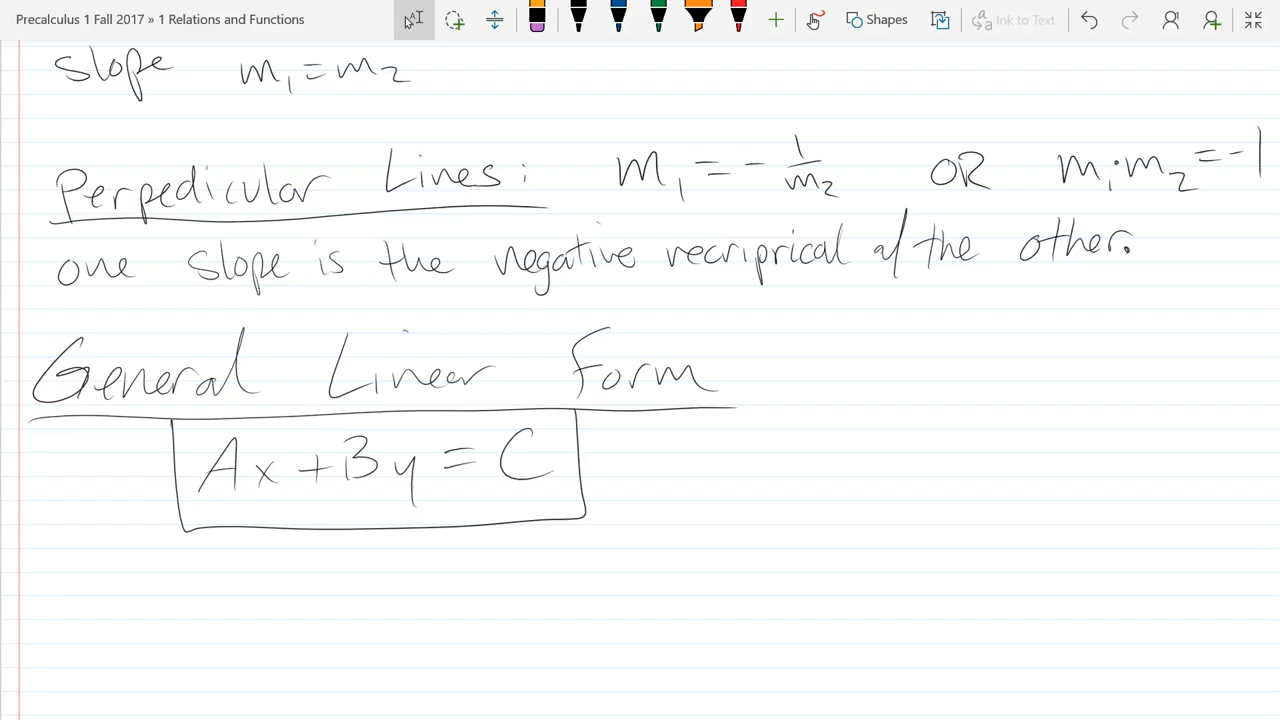 Precalculus 1 Fall 2017 » 1 Relations and Functions
Shapes
Ink to Text
slope m₁ = m₂
Perpedicular Lines: m₁ = - 1/m₂ OR m₁·m₂ = -1
one slope is the negative recriprical of the other.
General Linear Form
Ax + By = C